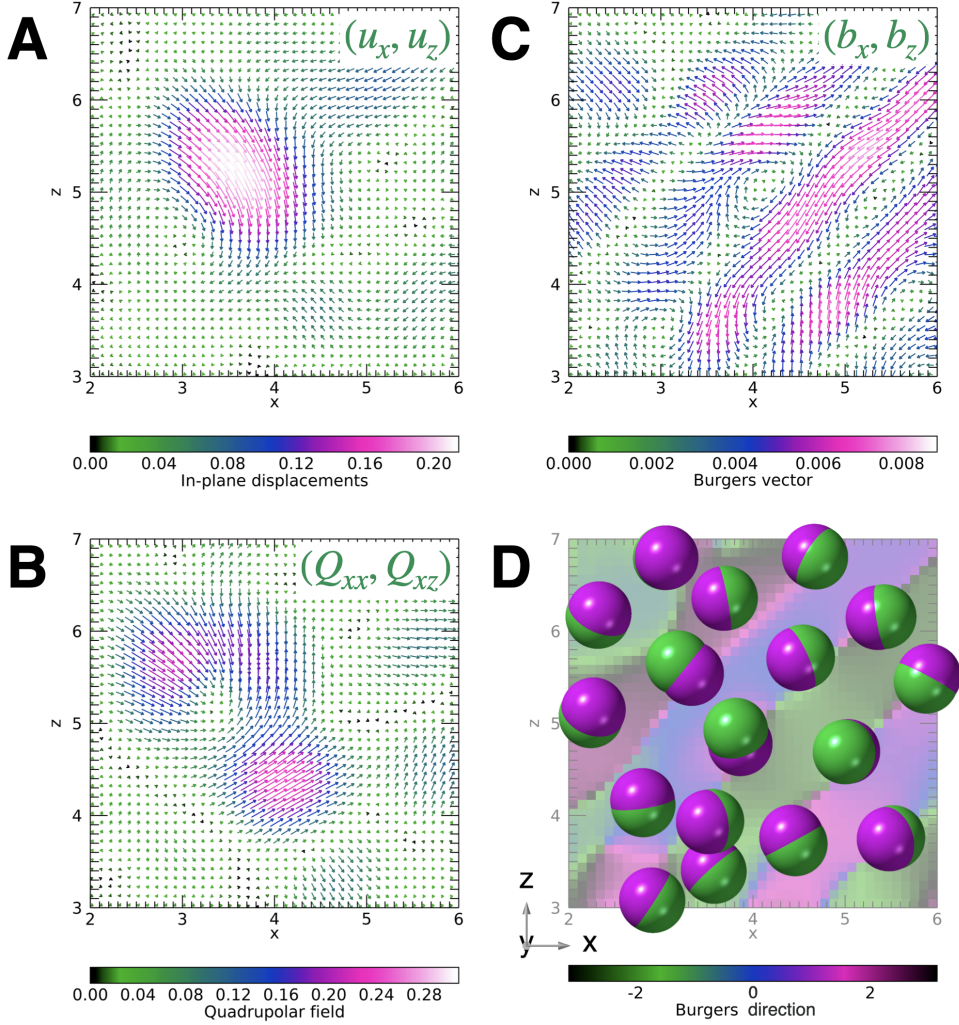 A
(u_x, u_z)
7
6
z
5
4
3
2 3 4 5 6
x
0.00 0.04 0.08 0.12 0.16 0.20
In-plane displacements
C
(b_x, b_z)
7
6
z
5
4
3
2 3 4 5 6
x
0.000 0.002 0.004 0.006 0.008
Burgers vector
B
(Q_xx, Q_xz)
7
6
z
5
4
3
2 3 4 5 6
x
0.00 0.04 0.08 0.12 0.16 0.20 0.24 0.28
Quadrupolar field
D
7
6
z
5
4
3
2 3 4 5 6
x
z
y x
-2 0 2
Burgers direction